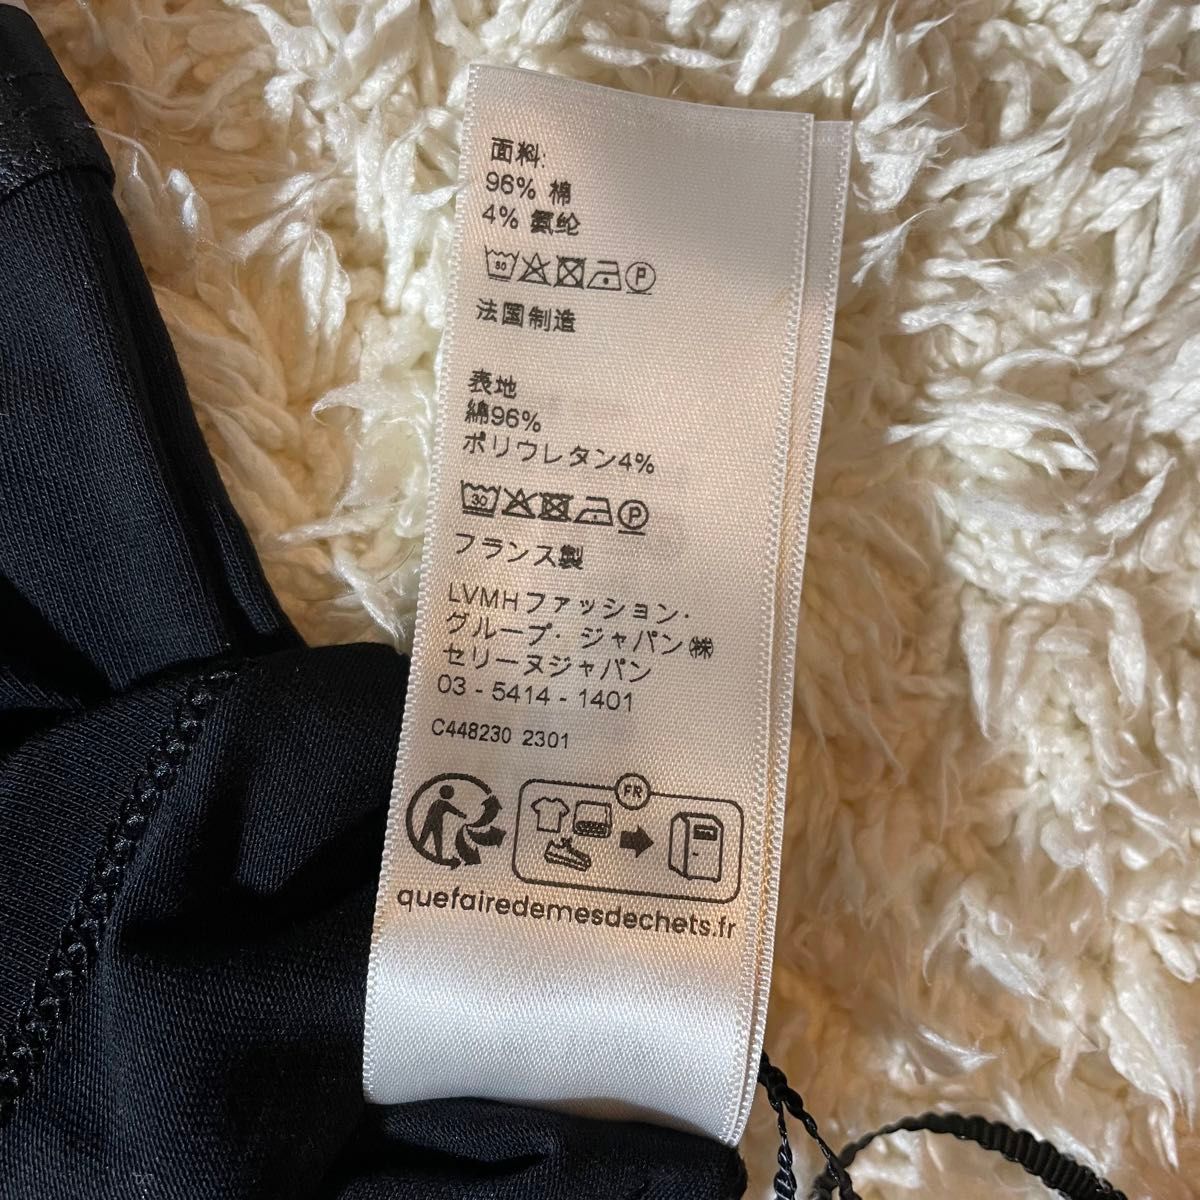 面料:
96% 棉
4% 氨纶
30
P
法国制造
表地
綿96%
ポリウレタン4%
30
P
フランス製
LVMHファッション・
グループ・ジャパン㈱
セリーヌジャパン
03 - 5414 - 1401
C448230 2301
FR
quefairedemesdechets.fr